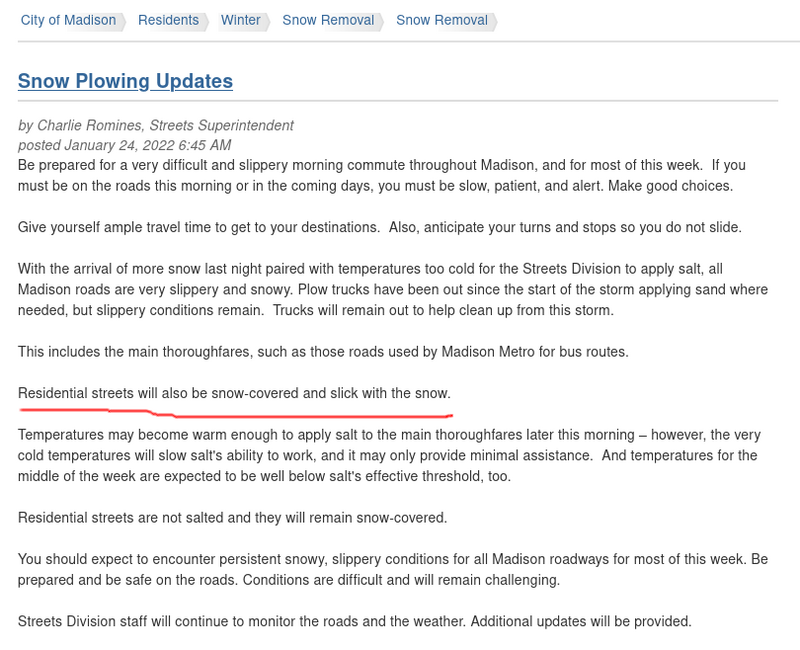 City of Madison Residents Winter Snow Removal Snow Removal
Snow Plowing Updates
by Charlie Romines, Streets Superintendent
posted January 24, 2022 6:45 AM
Be prepared for a very difficult and slippery morning commute throughout Madison, and for most of this week.  If you
must be on the roads this morning or in the coming days, you must be slow, patient, and alert. Make good choices.
Give yourself ample travel time to get to your destinations.  Also, anticipate your turns and stops so you do not slide.
With the arrival of more snow last night paired with temperatures too cold for the Streets Division to apply salt, all
Madison roads are very slippery and snowy. Plow trucks have been out since the start of the storm applying sand where
needed, but slippery conditions remain.  Trucks will remain out to help clean up from this storm.
This includes the main thoroughfares, such as those roads used by Madison Metro for bus routes.
Residential streets will also be snow-covered and slick with the snow.
Temperatures may become warm enough to apply salt to the main thoroughfares later this morning – however, the very
cold temperatures will slow salt's ability to work, and it may only provide minimal assistance.  And temperatures for the
middle of the week are expected to be well below salt's effective threshold, too.
Residential streets are not salted and they will remain snow-covered.
You should expect to encounter persistent snowy, slippery conditions for all Madison roadways for most of this week. Be
prepared and be safe on the roads. Conditions are difficult and will remain challenging.
Streets Division staff will continue to monitor the roads and the weather. Additional updates will be provided.